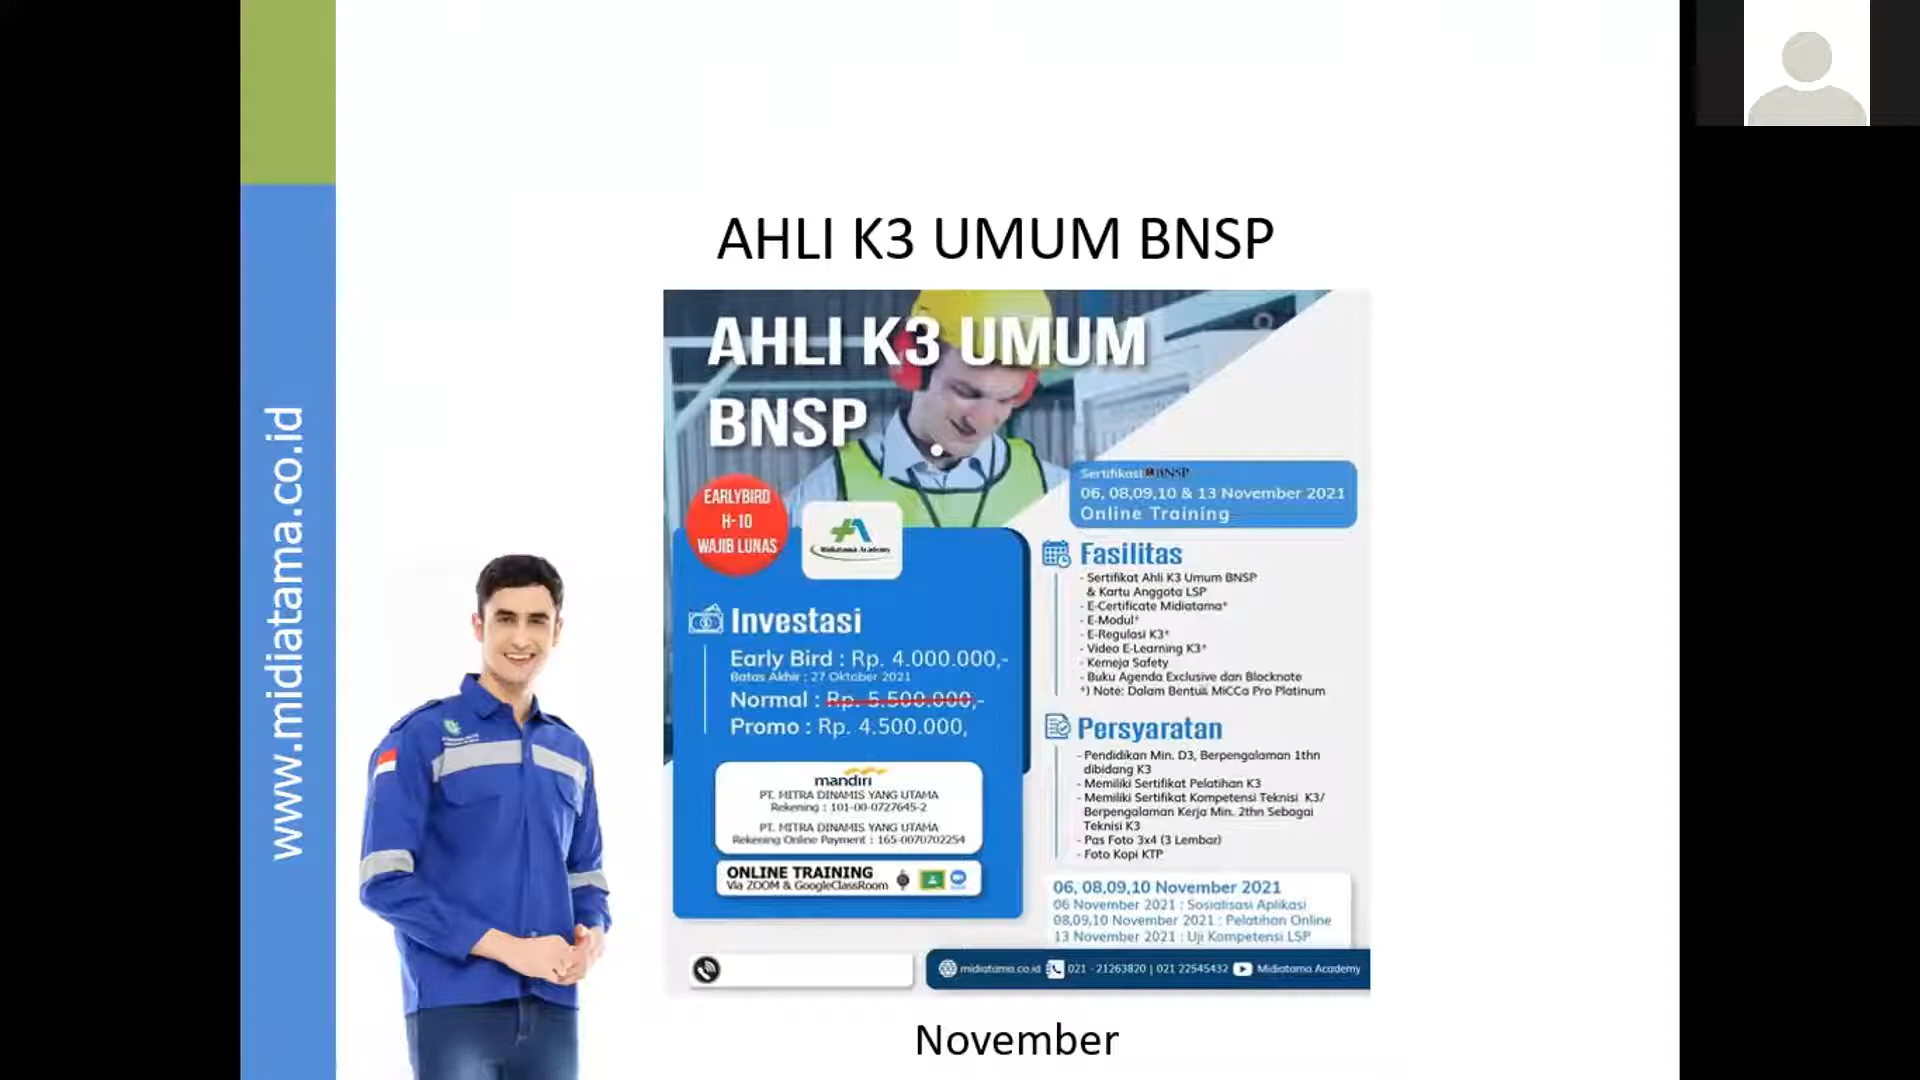 www.midiatama.co.id
AHLI K3 UMUM BNSP
AHLI K3 UMUM
BNSP
EARLYBIRD
H-10
WAJIB LUNAS
Midiatama Academy
Sertifikasi BNSP
06, 08,09,10 & 13 November 2021
Online Training
Investasi
Early Bird : Rp. 4.000.000,-
Batas Akhir : 27 Oktober 2021
Normal : Rp. 5.500.000,-
Promo : Rp. 4.500.000,
mandiri
PT. MITRA DINAMIS YANG UTAMA
Rekening : 101-00-0727645-2
PT. MITRA DINAMIS YANG UTAMA
Rekening Online Payment : 165-0070702254
ONLINE TRAINING
Via ZOOM & GoogleClassRoom
Fasilitas
- Sertifikat Ahli K3 Umum BNSP
& Kartu Anggota LSP
- E-Certificate Midiatama*
- E-Modul*
- E-Regulasi K3*
- Video E-Learning K3*
- Kemeja Safety
- Buku Agenda Exclusive dan Blocknote
*) Note: Dalam Bentuk MiCCa Pro Platinum
Persyaratan
- Pendidikan Min. D3, Berpengalaman 1thn
dibidang K3
- Memiliki Sertifikat Pelatihan K3
- Memiliki Sertifikat Kompetensi Teknisi K3/
Berpengalaman Kerja Min. 2thn Sebagai
Teknisi K3
- Pas Foto 3x4 (3 Lembar)
- Foto Kopi KTP
06, 08,09,10 November 2021
06 November 2021 : Sosialisasi Aplikasi
08,09,10 November 2021 : Pelatihan Online
13 November 2021 : Uji Kompetensi LSP
midiatama.co.id 021 - 21263820 | 021 22545432 Midiatama Academy
November